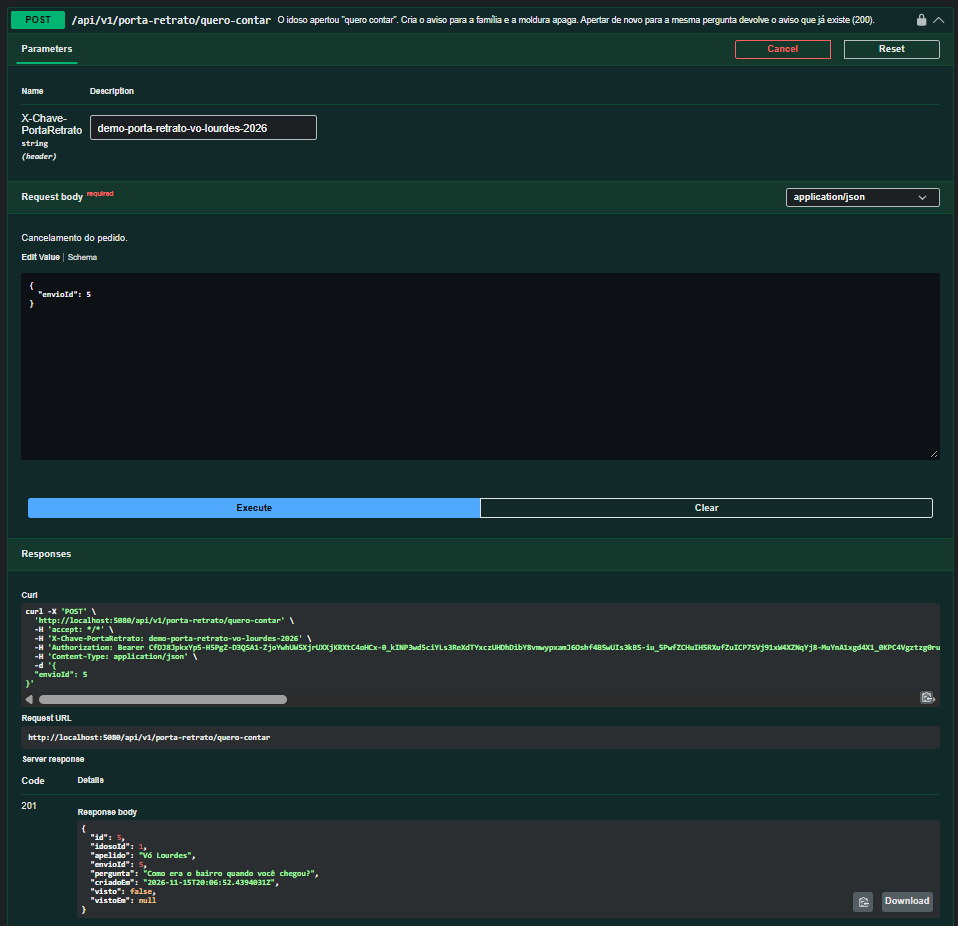 POST /api/v1/porta-retrato/quero-contar O idoso apertou "quero contar". Cria o aviso para a família e a moldura apaga. Apertar de novo para a mesma pergunta devolve o aviso que já existe (200).
Parameters Cancel Reset
Name Description
X-Chave-
PortaRetrato
string
(header)
demo-porta-retrato-vo-lourdes-2026
Request body required application/json
Cancelamento do pedido.
Edit Value | Schema
{
"envioId": 5
}
Execute Clear
Responses
Curl
curl -X 'POST' \
'http://localhost:5080/api/v1/porta-retrato/quero-contar' \
-H 'accept: */*' \
-H 'X-Chave-PortaRetrato: demo-porta-retrato-vo-lourdes-2026' \
-H 'Authorization: Bearer
-H 'Content-Type: application/json' \
-d '{
"envioId": 5
}'
Request URL
http://localhost:5080/api/v1/porta-retrato/quero-contar
Server response
Code Details
201
Response body
{
"id": 5,
"idosoId": 1,
"apelido": "Vó Lourdes",
"envioId": 5,
"pergunta": "Como era o bairro quando você chegou?",
"criadoEm": "2026-11-15T20:06:52.4394031Z",
"visto": false,
"vistoEm": null
}
Download